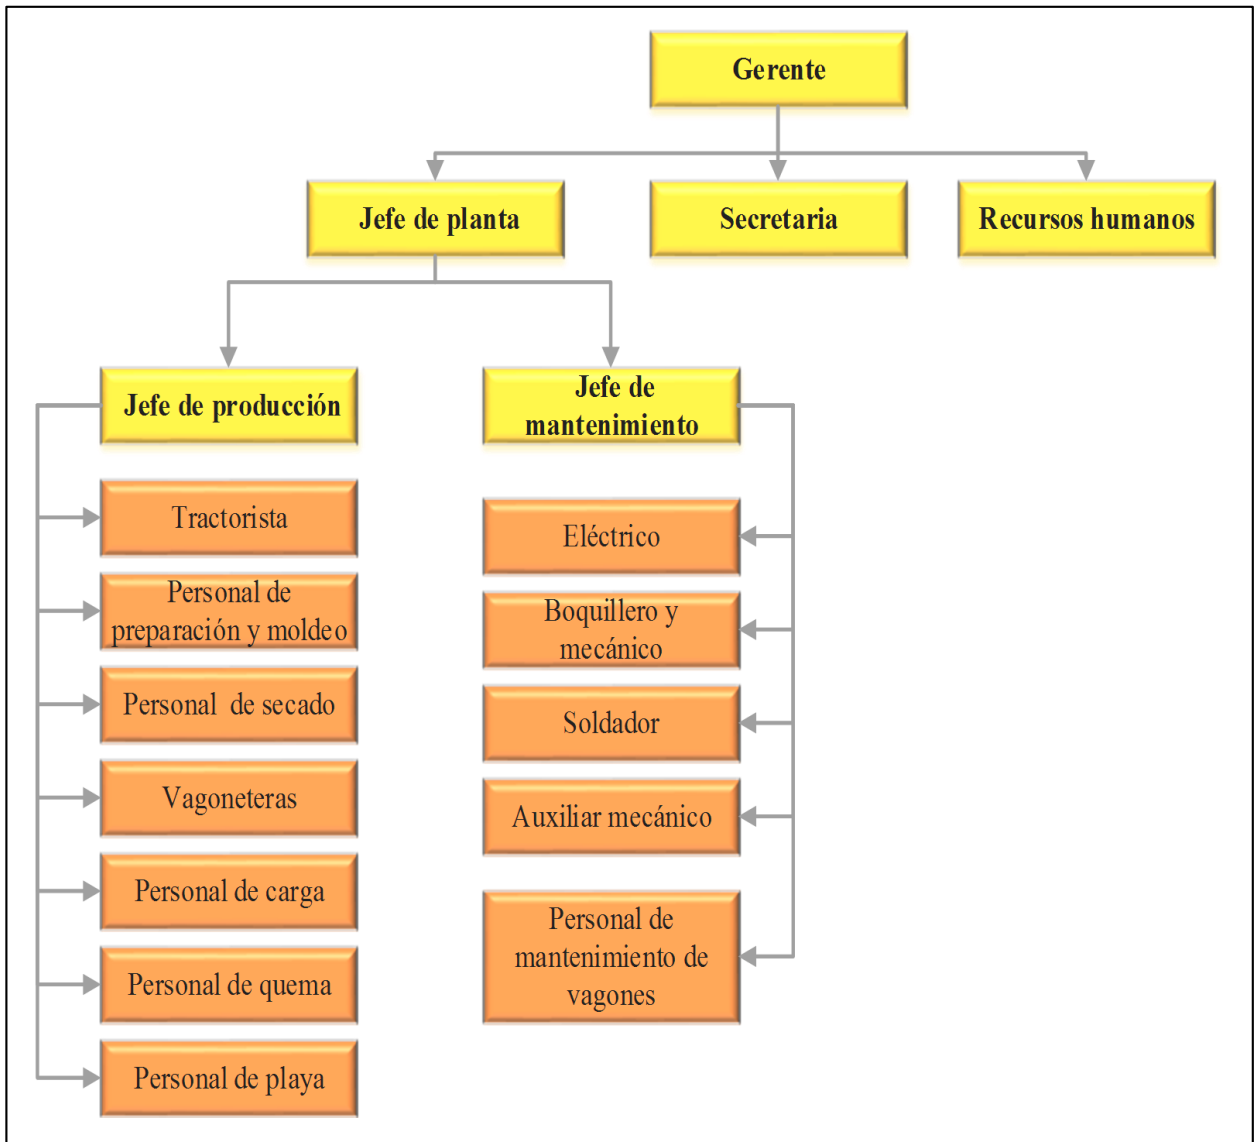 Gerente
Jefe de planta
Secretaria
Recursos humanos
Jefe de producción
Jefe de
mantenimiento
Tractorista
Personal de
preparación y moldeo
Personal de secado
Vagoneteras
Personal de carga
Personal de quema
Personal de playa
Eléctrico
Boquillero y
mecánico
Soldador
Auxiliar mecánico
Personal de
mantenimiento de
vagones